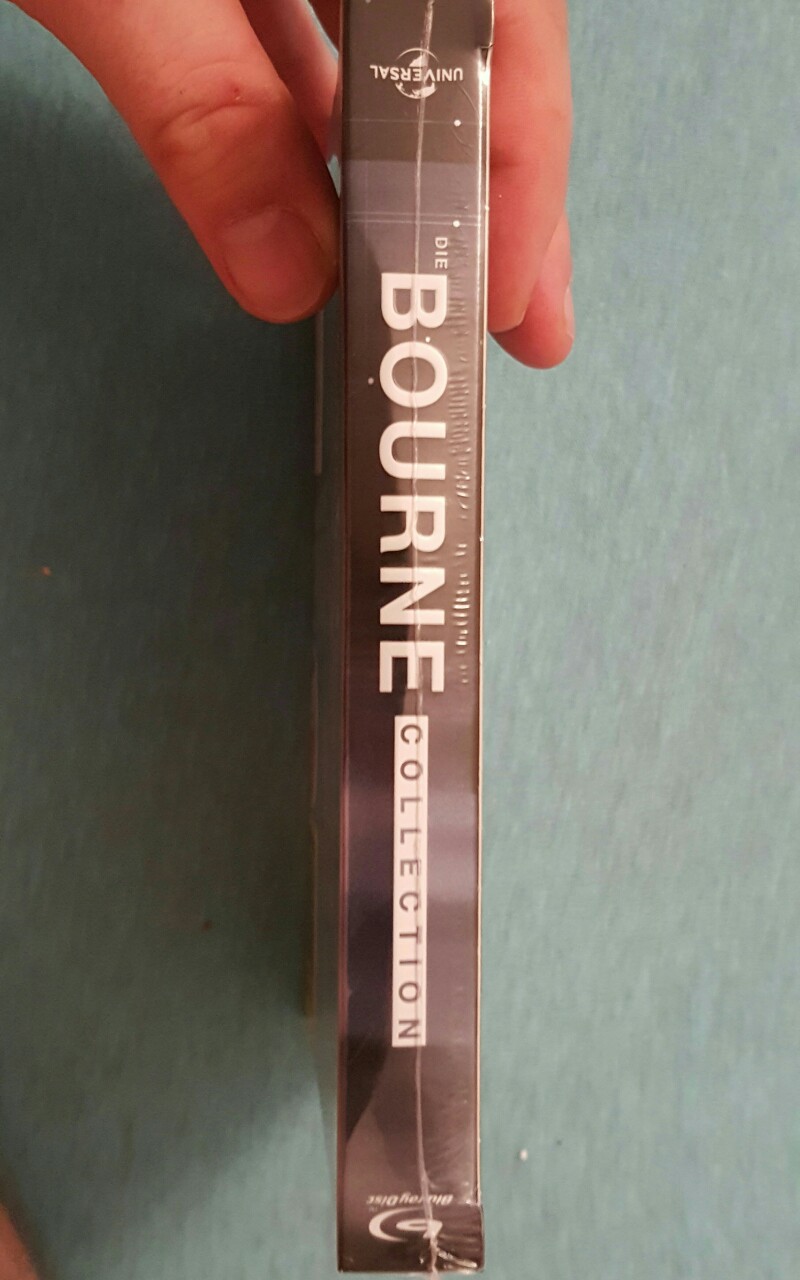 UNIVERSAL
DIE
BOURNE
COLLECTION
Blu-ray Disc